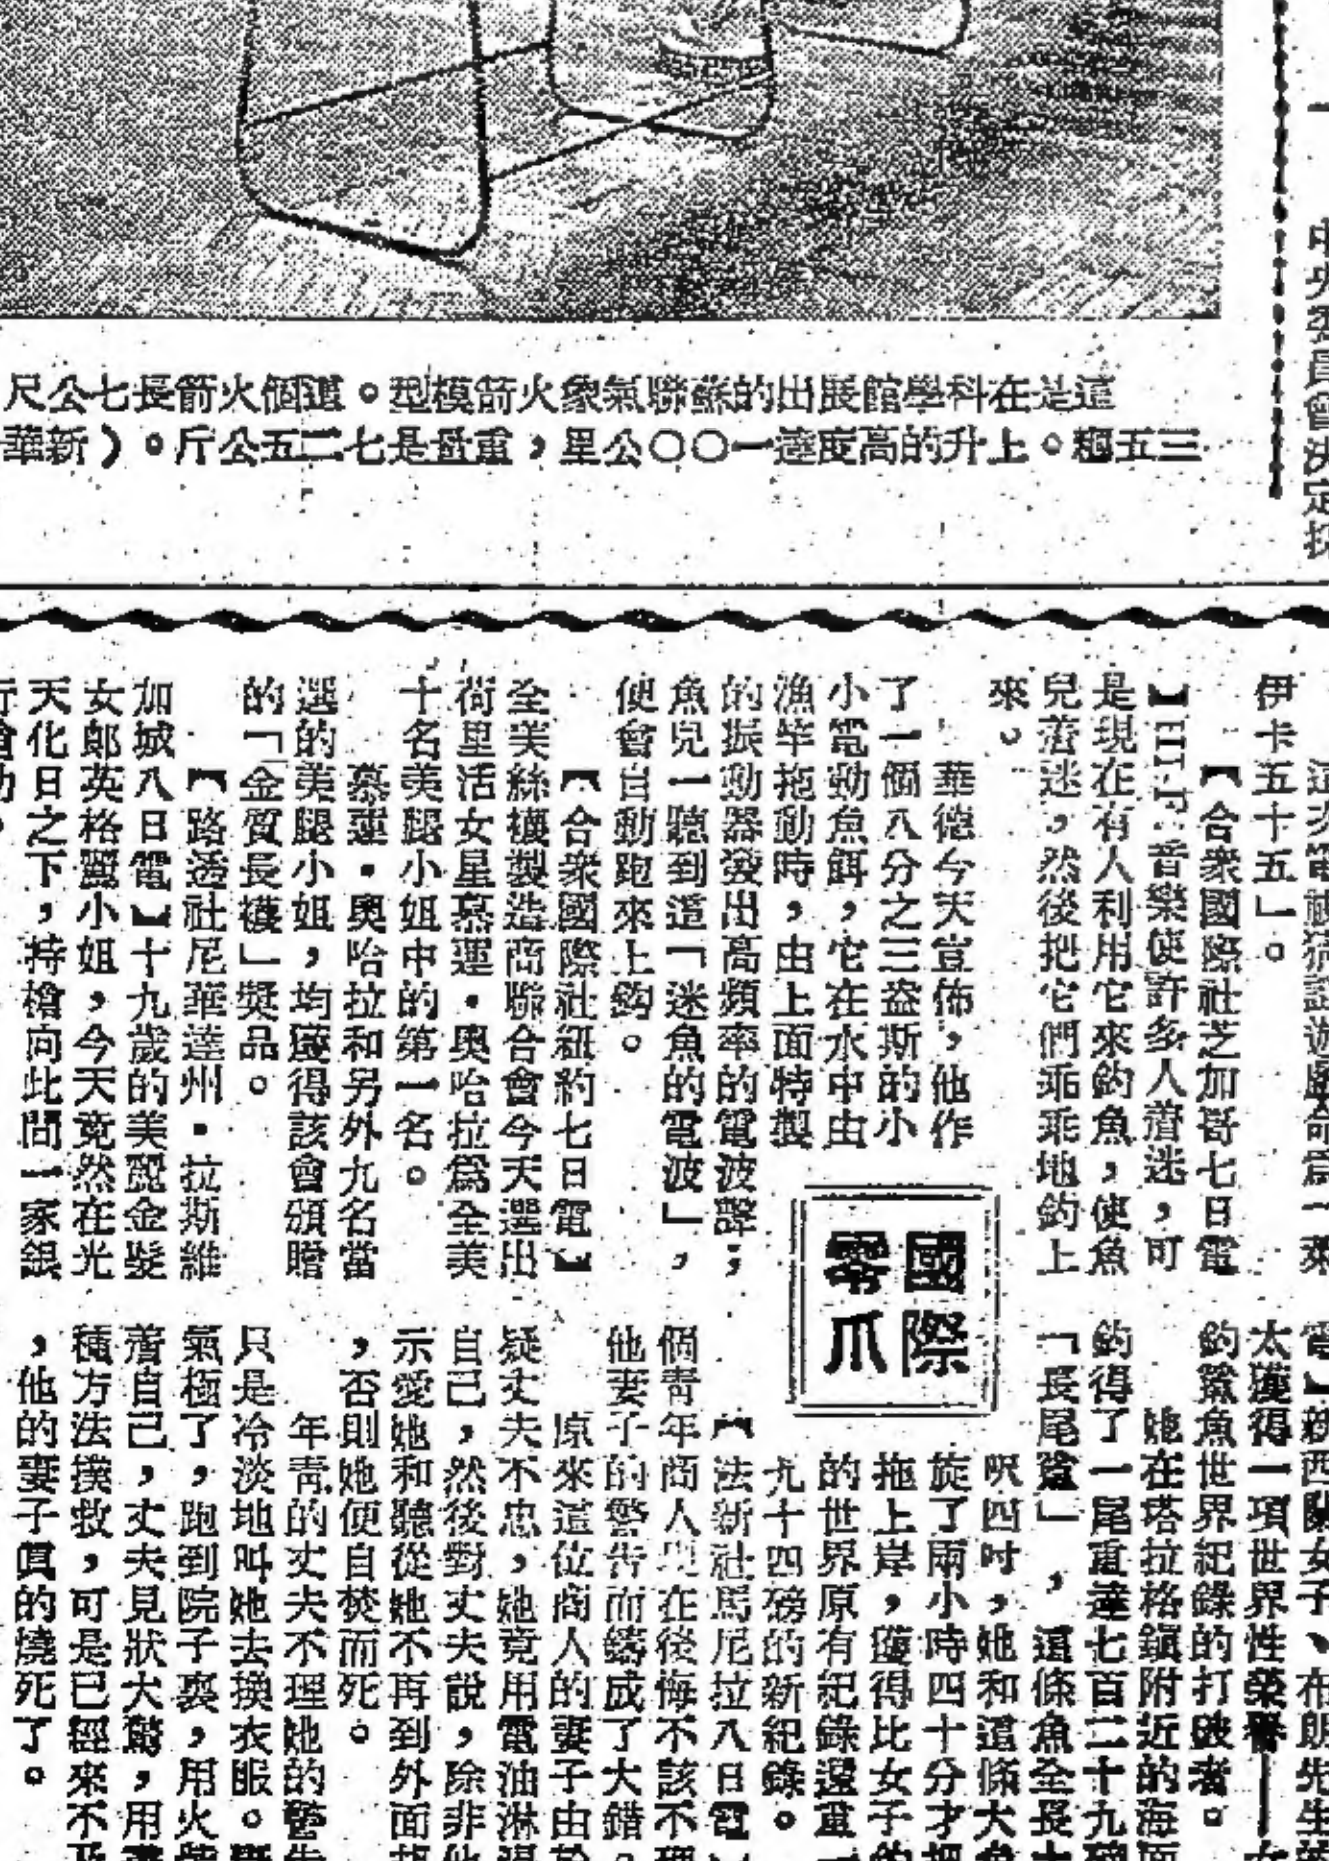 這是在科學館展出的蘇聯氣象火箭模型。這個火箭長七公尺
三五糎。上升的高度達一〇〇公里,重量是七二五公斤。(新華
中央委員會決定採
伊卡五十五」。
【合衆國際社芝加哥七日電
】HI-FI音樂使許多人着迷,可
是現在有人利用它來釣魚,使魚
兒着迷,然後把它們乖乖地釣上
來。
國際
零爪
華德今天宣佈,他作
了一個八分之三盎斯的小
小電動魚餌,它在水中由
漁竿拖動時,由上面特製
的振動器發出高頻率的電波聲;
魚兒一聽到這「迷魚的電波」,
便會自動跑來上鈎。
【合衆國際社紐約七日電】
全美絲襪製造商聯合會今天選出
荷里活女星慕蓮·奧哈拉爲全美
十名美腿小姐中的第一名。
慕蓮·奧哈拉和另外九名當
選的美腿小姐,均獲得該會頒贈
的「金質長襪」獎品。
【路透社尼華達州·拉斯維
加城八日電】十九歲的美麗金髮
女郎英格麗小姐,今天竟然在光
天化日之下,持槍向此間一家銀
電】新西蘭女子、布朗先生的
太獲得一項世界性榮譽——女
釣鯊魚世界紀錄的打破者。
她在塔拉格鎮附近的海面
釣得了一尾重達七百二十九磅
「長尾鯊」,這條魚全長十
呎四吋,她和這條大魚
旋了兩小時四十分才把
拖上岸,獲得比女子的
的世界原有紀錄還重一
九十四磅的新紀錄。
【法新社馬尼拉八日電】
個青年商人現在後悔不該不理
他妻子的警告而鑄成了大錯。
原來這位商人的妻子由於
疑丈夫不忠,她竟用電油淋濕
自己,然後對丈夫說,除非他
示愛她和聽從她不再到外面胡
,否則她便自焚而死。
年青的丈夫不理她的警告
只是冷淡地叫她去換衣服。
氣極了,跑到院子裏,用火
着自己,丈夫見狀大驚,用
種方法撲救,可是已經來不及
,他的妻子眞的燒死了。